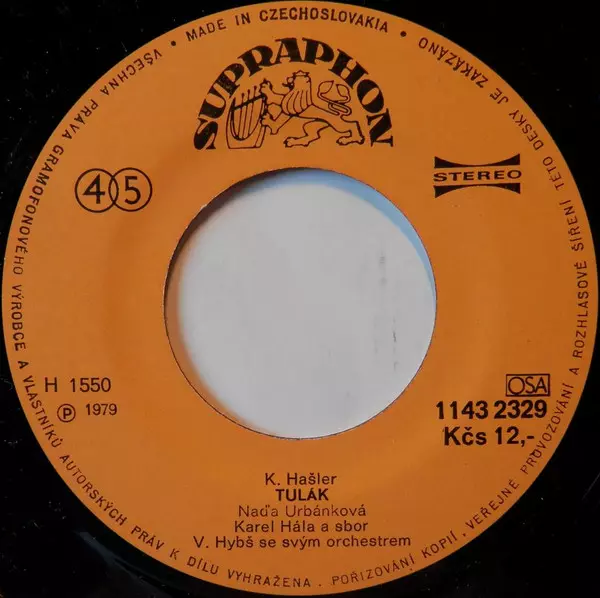 VŠECHNA PRÁVA GRAMOFONOVÉHO VÝROBCE A VLASTNÍKŮ AUTORSKÝCH PRÁV K DÍLU VYHRAŽENA. POŘIZOVÁNÍ KOPIÍ, VEŘEJNÉ PROVOZOVÁNÍ A ROZHLASOVÉ ŠÍŘENÍ TÉTO DESKY JE ZAKÁZÁNO • MADE IN CZECHOSLOVAKIA •
SUPRAPHON
45
STEREO
H 1550
℗ 1979
OSA
1143 2329
Kčs 12,-
K. Hašler
TULÁK
Naďa Urbánková
Karel Hála a sbor
V. Hybš se svým orchestrem